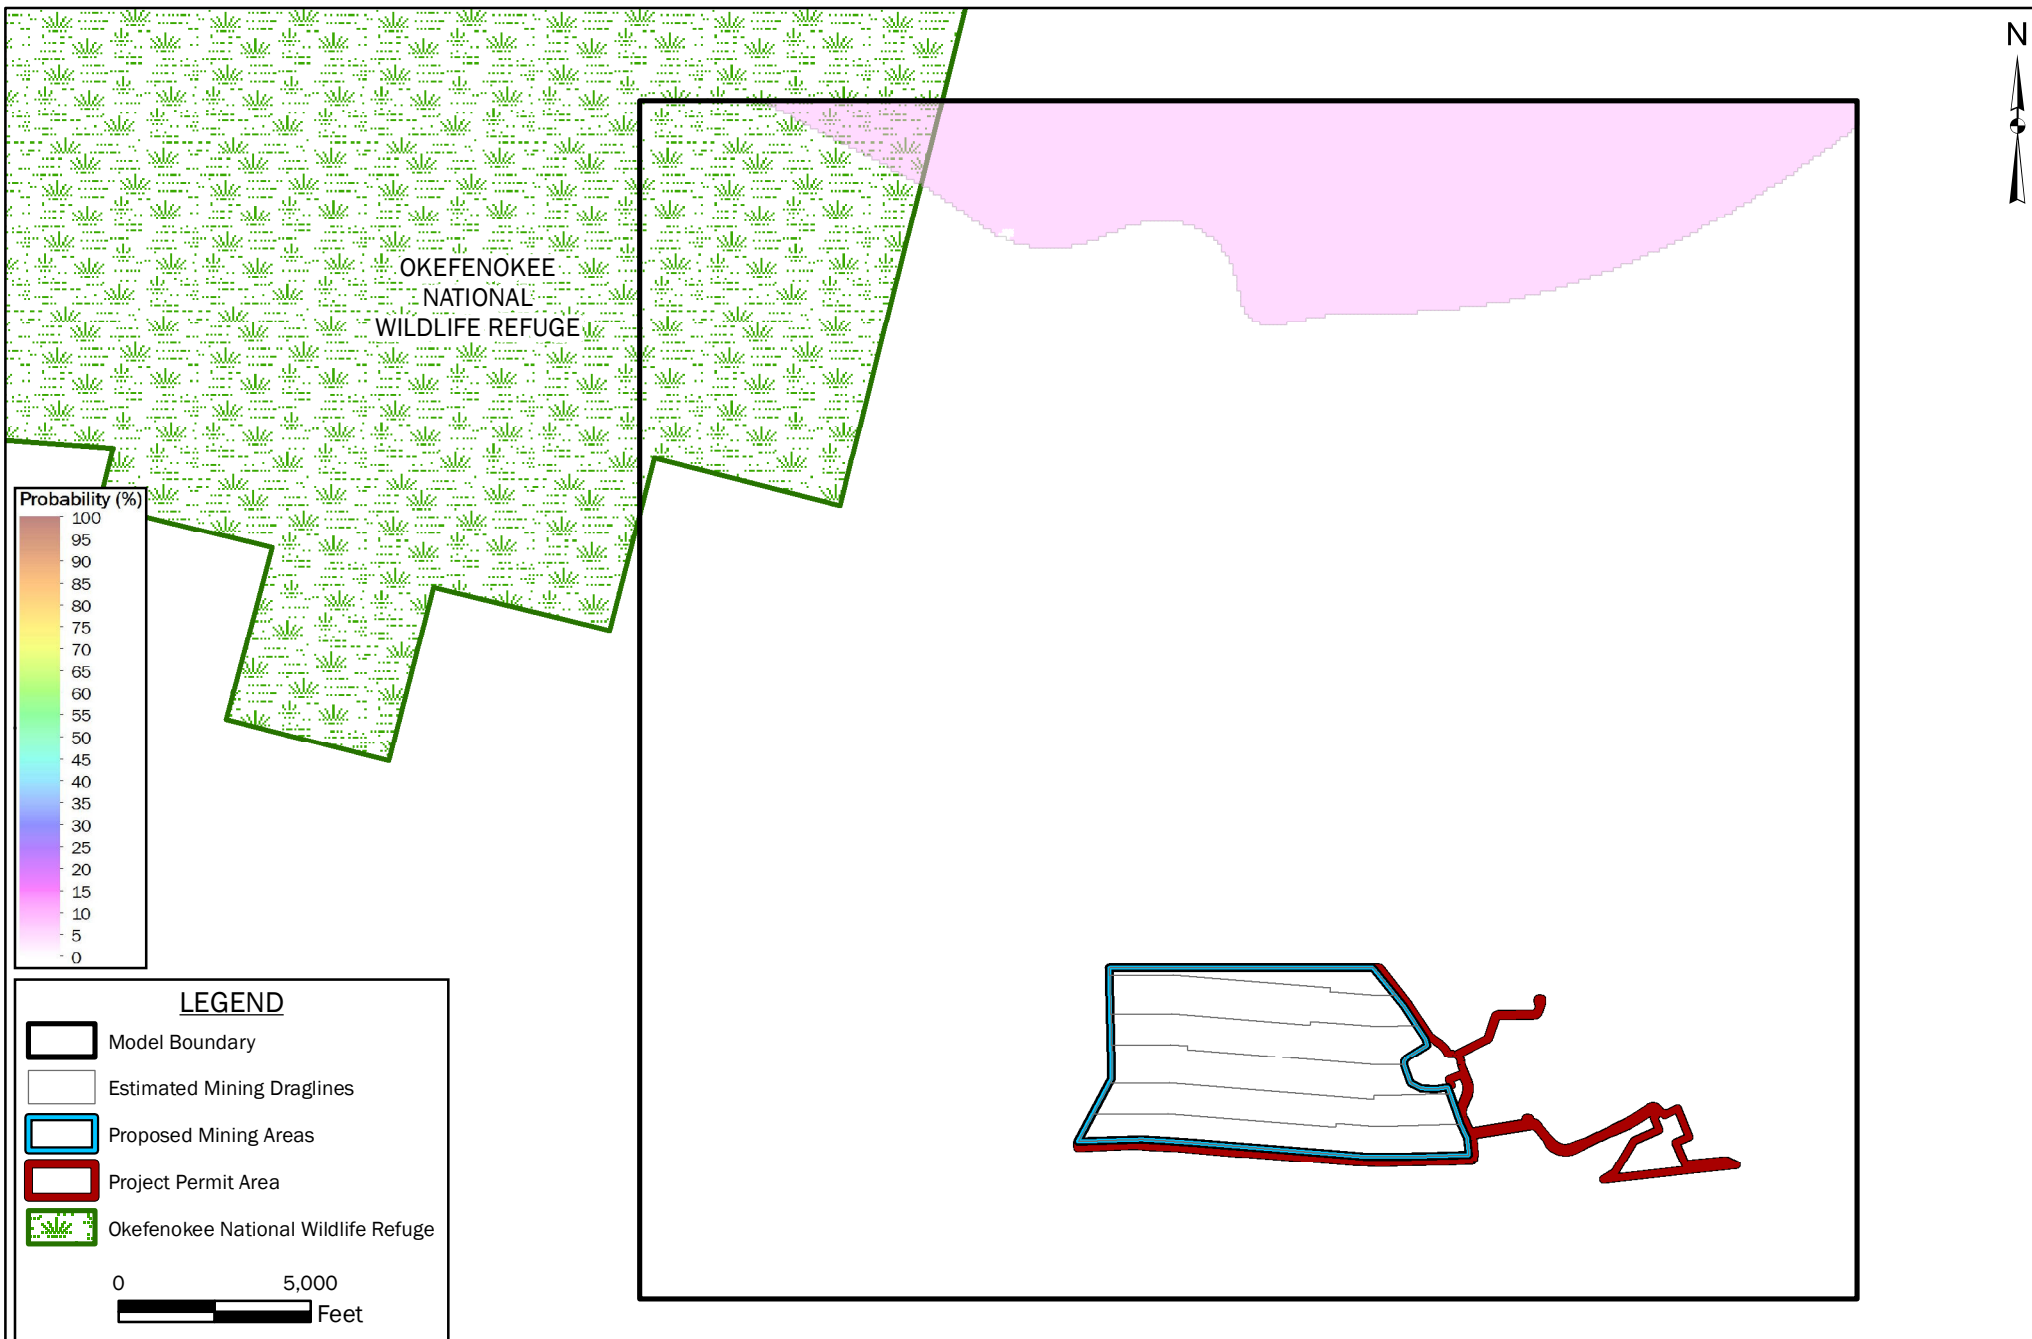 N
OKEFENOKEE
NATIONAL
WILDLIFE REFUGE
Probability (%)
100
95
90
85
80
75
70
65
60
55
50
45
40
35
30
25
20
15
10
5
0
LEGEND
Model Boundary
Estimated Mining Draglines
Proposed Mining Areas
Project Permit Area
Okefenokee National Wildlife Refuge
0 5,000
Feet